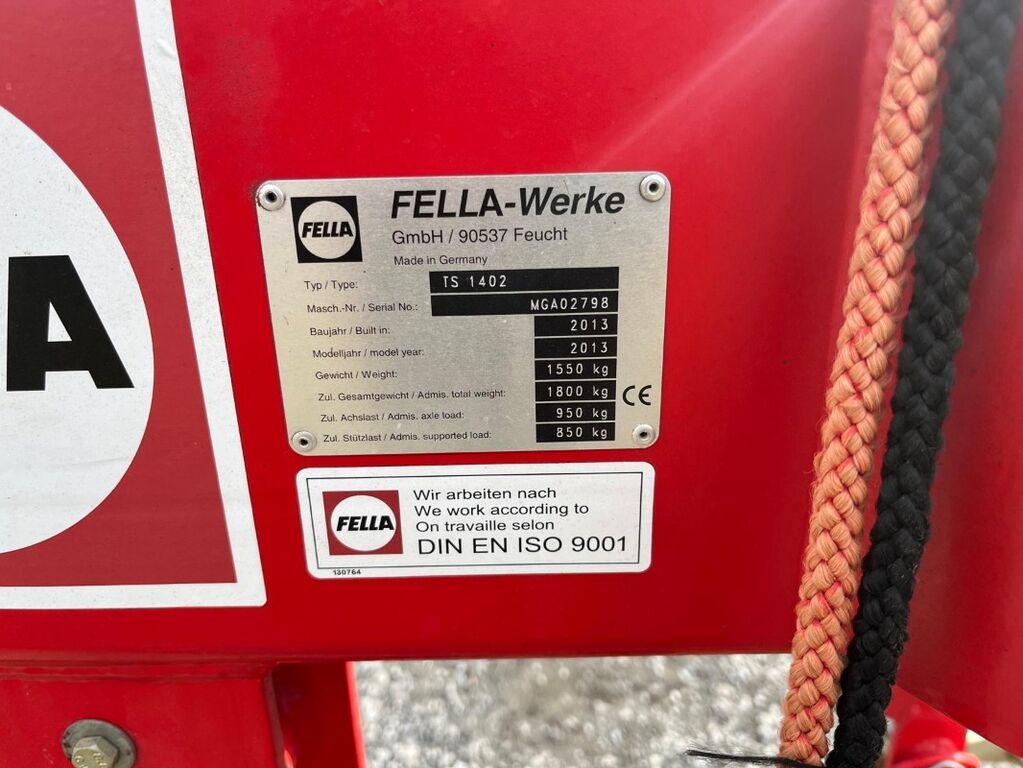 A
FELLA
FELLA-Werke
GmbH / 90537 Feucht
Made in Germany
Typ / Type: TS 1402
Masch.-Nr. / Serial No.: MGA02798
Baujahr / Built in: 2013
Modelljahr / model year: 2013
Gewicht / Weight: 1550 kg
Zul. Gesamtgewicht / Admis. total weight: 1800 kg
Zul. Achslast / Admis. axle load: 950 kg
Zul. Stützlast / Admis. supported load: 850 kg
CE
FELLA
Wir arbeiten nach
We work according to
On travaille selon
DIN EN ISO 9001
130764